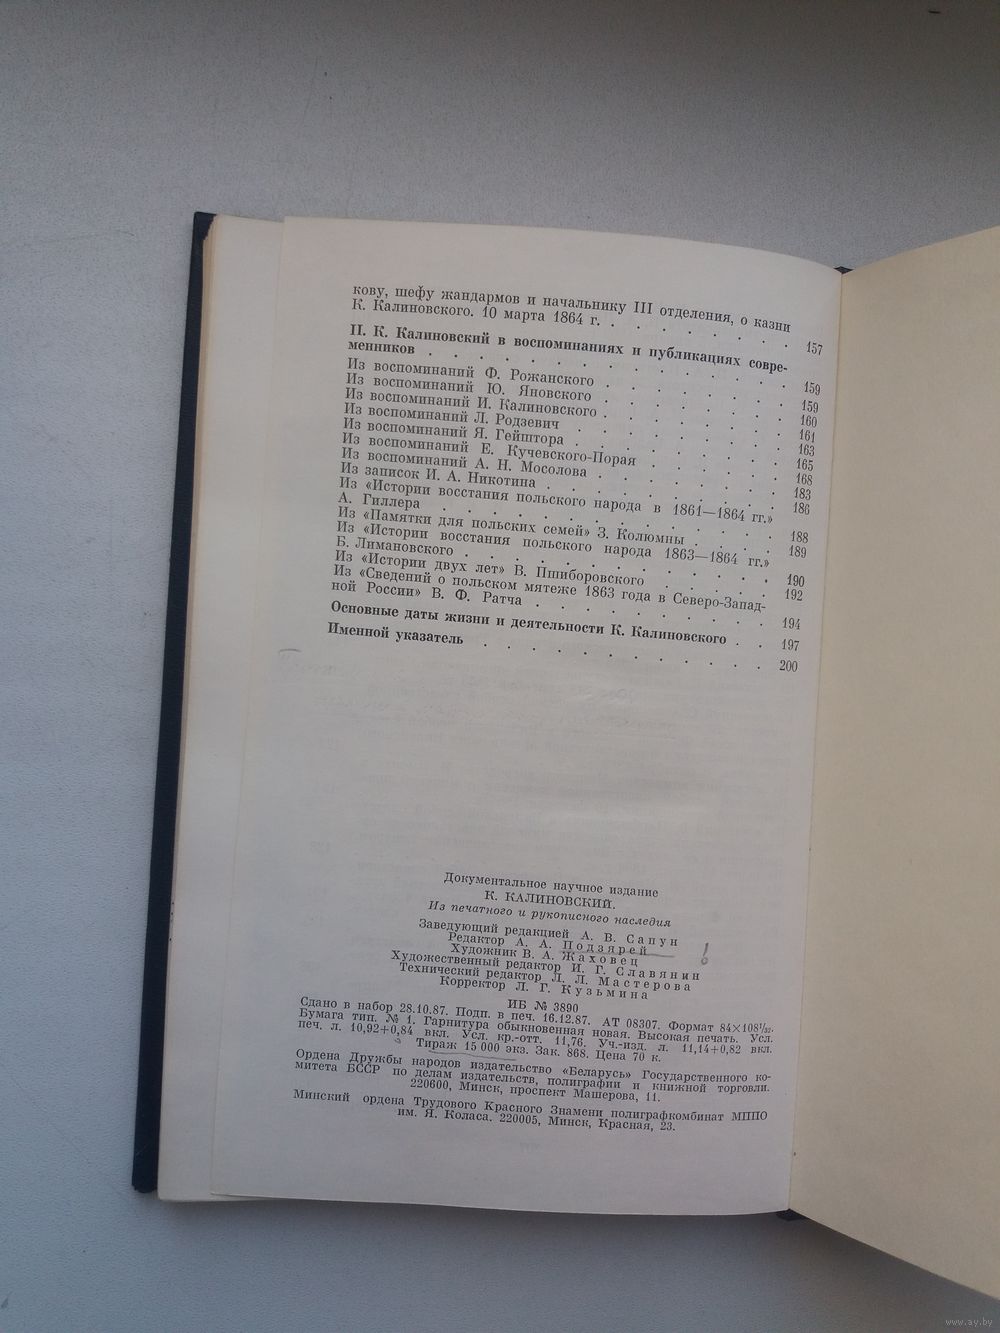 кову, шефу жандармов и начальнику III отделения, о казни
К. Калиновского. 10 марта 1864 г. . . . . . . . 157
II. К. Калиновский в воспоминаниях и публикациях совре-
менников . . . . . . . . . . . . . . . 159
Из воспоминаний Ф. Рожанского . . . . . . . . 159
Из воспоминаний Ю. Яновского . . . . . . . . 160
Из воспоминаний И. Калиновского . . . . . . . . 161
Из воспоминаний Л. Родзевич . . . . . . . . 163
Из воспоминаний Я. Гейштора . . . . . . . . 165
Из воспоминаний Е. Кучевского-Порая . . . . . . 168
Из воспоминаний А. Н. Мосолова . . . . . . . . 183
Из записок И. А. Никотина . . . . . . . . . 186
Из «Истории восстания польского народа в 1861—1864 гг.»
А. Гиллера . . . . . . . . . . . . . 188
Из «Памятки для польских семей» З. Колюмны . . . . 189
Из «Истории восстания польского народа 1863—1864 гг.»
Б. Лимановского . . . . . . . . . . . . 190
Из «Истории двух лет» В. Пшиборовского . . . . . . 192
Из «Сведений о польском мятеже 1863 года в Северо-Запад-
ной России» В. Ф. Ратча . . . . . . . . . . 194
Основные даты жизни и деятельности К. Калиновского . . 197
Именной указатель . . . . . . . . . . . . 200
Документальное научное издание
К. КАЛИНОВСКИЙ.
Из печатного и рукописного наследия
Заведующий редакцией А. В. Сапун
Редактор А. А. Подзярей !
Художник В. А. Жаховец
Художественный редактор И. Г. Славянин
Технический редактор Л. Л. Мастерова
Корректор Л. Г. Кузьмина
ИБ № 3890
Сдано в набор 28.10.87. Подп. в печ. 16.12.87. АТ 08307. Формат 84×108¹/₃₂.
Бумага тип. № 1. Гарнитура обыкновенная новая. Высокая печать. Усл.
печ. л. 10,92+0,84 вкл. Усл. кр.-отт. 11,76. Уч.-изд. л. 11,14+0,82 вкл.
Тираж 15 000 экз. Зак. 868. Цена 70 к.
Ордена Дружбы народов издательство «Беларусь» Государственного ко-
митета БССР по делам издательств, полиграфии и книжной торговли.
220600, Минск, проспект Машерова, 11.
Минский ордена Трудового Красного Знамени полиграфкомбинат МППО
им. Я. Коласа. 220005, Минск, Красная, 23.
www.ay.by